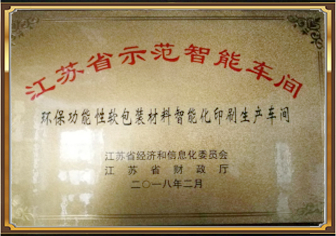 江苏省示范智能车间
环保功能性软包装材料智能化印刷生产车间
江苏省经济和信息化委员会
江苏省财政厅
二〇一八年二月